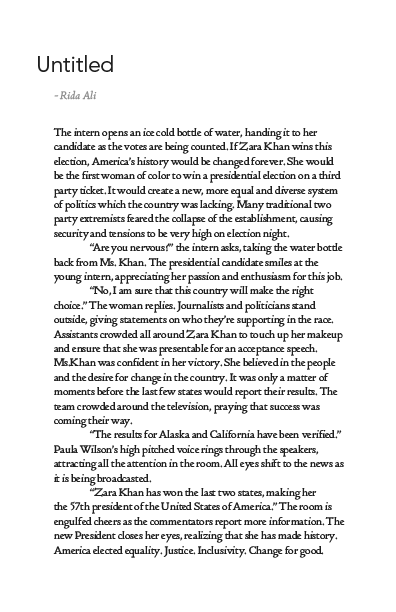 Untitled
- Rida Ali
The intern opens an ice cold bottle of water, handing it to her
candidate as the votes are being counted. If Zara Khan wins this
election, America's history would be changed forever. She would
be the first woman of color to win a presidential election on a third
party ticket. It would create a new, more equal and diverse system
of politics which the country was lacking. Many traditional two
party extremists feared the collapse of the establishment, causing
security and tensions to be very high on election night.
"Are you nervous?" the intern asks, taking the water bottle
back from Ms. Khan. The presidential candidate smiles at the
young intern, appreciating her passion and enthusiasm for this job.
"No, I am sure that this country will make the right
choice." The woman replies. Journalists and politicians stand
outside, giving statements on who they're supporting in the race.
Assistants crowded all around Zara Khan to touch up her makeup
and ensure that she was presentable for an acceptance speech.
Ms.Khan was confident in her victory. She believed in the people
and the desire for change in the country. It was only a matter of
moments before the last few states would report their results. The
team crowded around the television, praying that success was
coming their way.
"The results for Alaska and California have been verified."
Paula Wilson's high pitched voice rings through the speakers,
attracting all the attention in the room. All eyes shift to the news as
it is being broadcasted.
"Zara Khan has won the last two states, making her
the 57th president of the United States of America." The room is
engulfed cheers as the commentators report more information. The
new President closes her eyes, realizing that she has made history.
America elected equality. Justice. Inclusivity. Change for good.